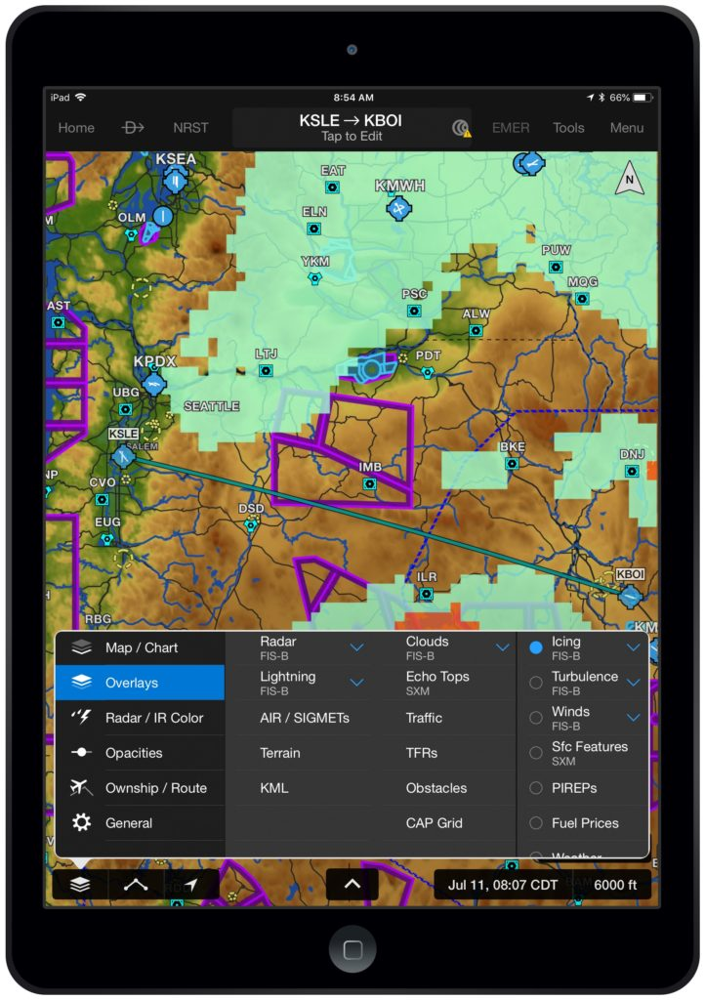 iPad
8:54 AM
66%
Home
D
NRST
KSLE → KBOI
Tap to Edit
EMER
Tools
Menu
KSEA
EAT
KMWH
N
OLM
ELN
YKM
PUW
MQG
AST
PSC
ALW
KPDX
LTJ
PDT
UBG
SEATTLE
KSLE
SALEM
IMB
BKE
DNJ
NP
CVO
DSD
EUG
KBOI
ILR
RBG
KM
Map / Chart
Overlays
Radar / IR Color
Opacities
Ownship / Route
General
Radar
FIS-B
Lightning
FIS-B
AIR / SIGMETs
Terrain
KML
Clouds
FIS-B
Echo Tops
SXM
Traffic
TFRs
Obstacles
CAP Grid
Icing
FIS-B
Turbulence
FIS-B
Winds
FIS-B
Sfc Features
SXM
PIREPs
Fuel Prices
Weather
Jul 11, 08:07 CDT
6000 ft